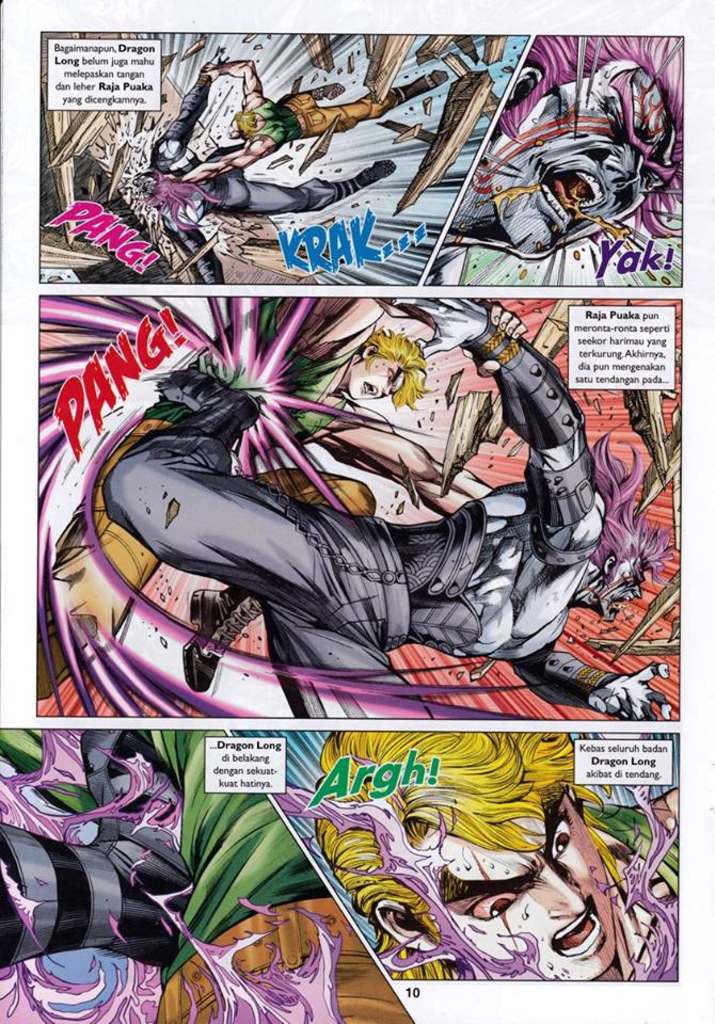 Bagaimanapun, Dragon
Long belum juga mahu
melepaskan tangan
dan leher Raja Puaka
yang dicengkamnya.
PANG!
KRAK...
Yak!
PANG!
Raja Puaka pun
meronta-ronta seperti
seekor harimau yang
terkurung. Akhirnya,
dia pun mengenakan
satu tendangan pada...
...Dragon Long
di belakang
dengan sekuat-
kuat hatinya.
Argh!
Kebas seluruh badan
Dragon Long
akibat di tendang.
10